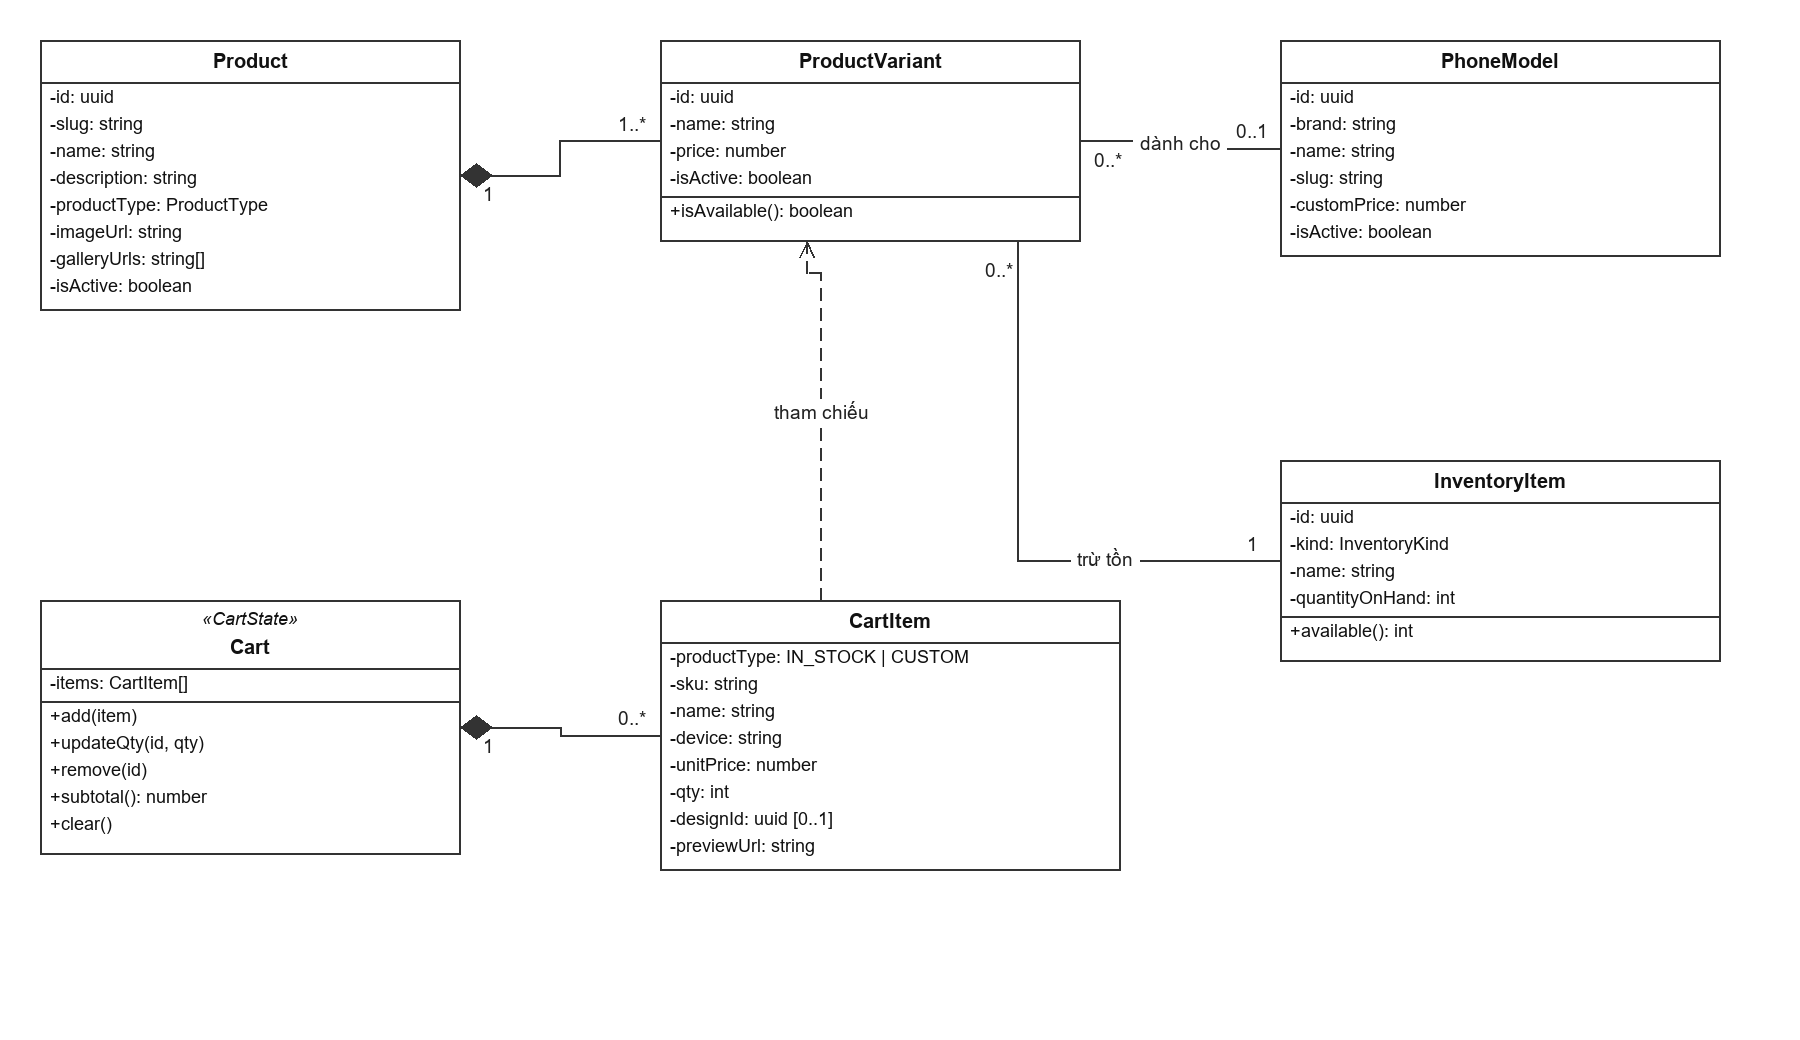 Product
-id: uuid
-slug: string
-name: string
-description: string
-productType: ProductType
-imageUrl: string
-galleryUrls: string[]
-isActive: boolean
1
1..*
ProductVariant
-id: uuid
-name: string
-price: number
-isActive: boolean
+isAvailable(): boolean
0..*
dành cho
0..1
PhoneModel
-id: uuid
-brand: string
-name: string
-slug: string
-customPrice: number
-isActive: boolean
0..*
tham chiếu
trừ tồn
1
InventoryItem
-id: uuid
-kind: InventoryKind
-name: string
-quantityOnHand: int
+available(): int
«CartState»
Cart
-items: CartItem[]
+add(item)
+updateQty(id, qty)
+remove(id)
+subtotal(): number
+clear()
1
0..*
CartItem
-productType: IN_STOCK | CUSTOM
-sku: string
-name: string
-device: string
-unitPrice: number
-qty: int
-designId: uuid [0..1]
-previewUrl: string